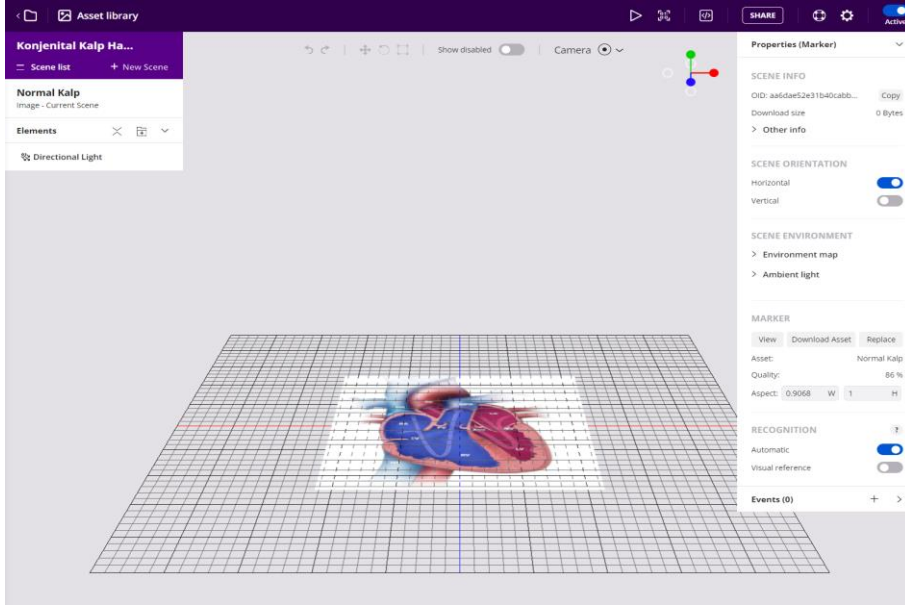 Asset library
SHARE
Active
Konjenital Kalp Ha...
Scene list + New Scene
Normal Kalp
Image - Current Scene
Elements
Directional Light
Show disabled
Camera
Properties (Marker)
SCENE INFO
OID: aa6dae52e31b40cabb... Copy
Download size 0 Bytes
Other info
SCENE ORIENTATION
Horizontal
Vertical
SCENE ENVIRONMENT
Environment map
Ambient light
MARKER
View Download Asset Replace
Asset: Normal Kalp
Quality: 86 %
Aspect: 0.9068 W 1 H
RECOGNITION ?
Automatic
Visual reference
Events (0) +